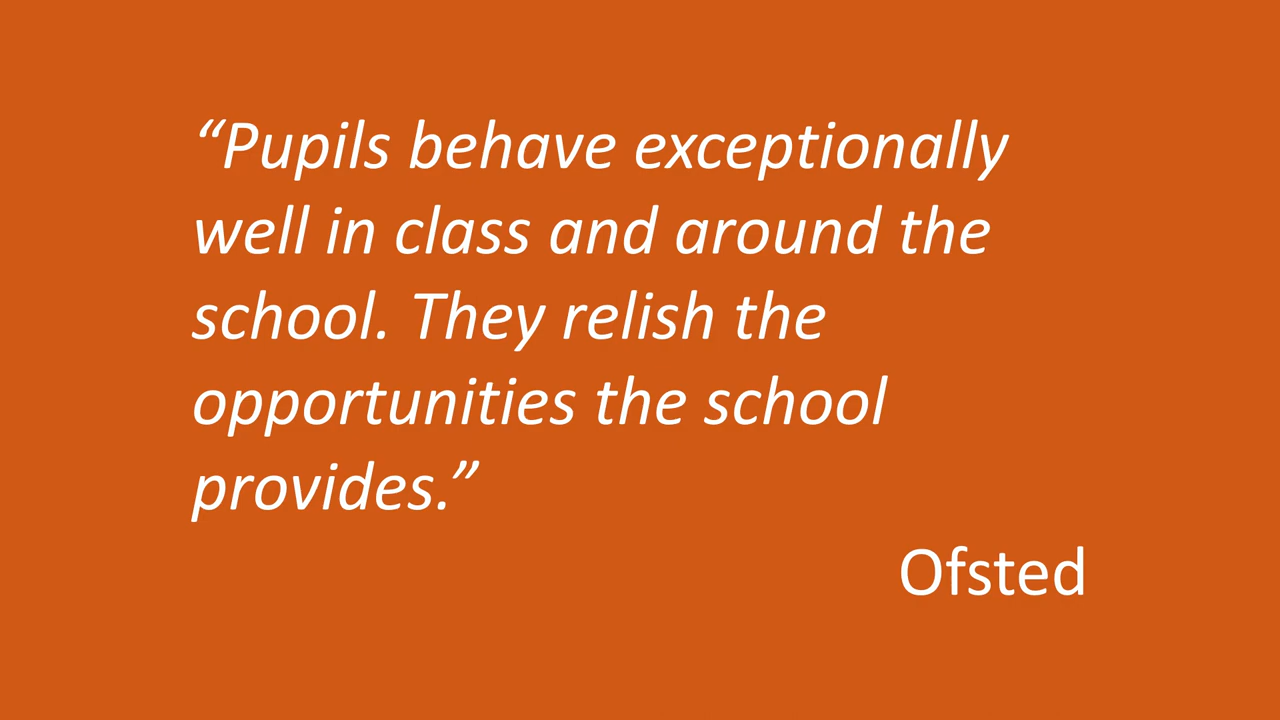 “Pupils behave exceptionally
well in class and around the
school. They relish the
opportunities the school
provides.”
Ofsted